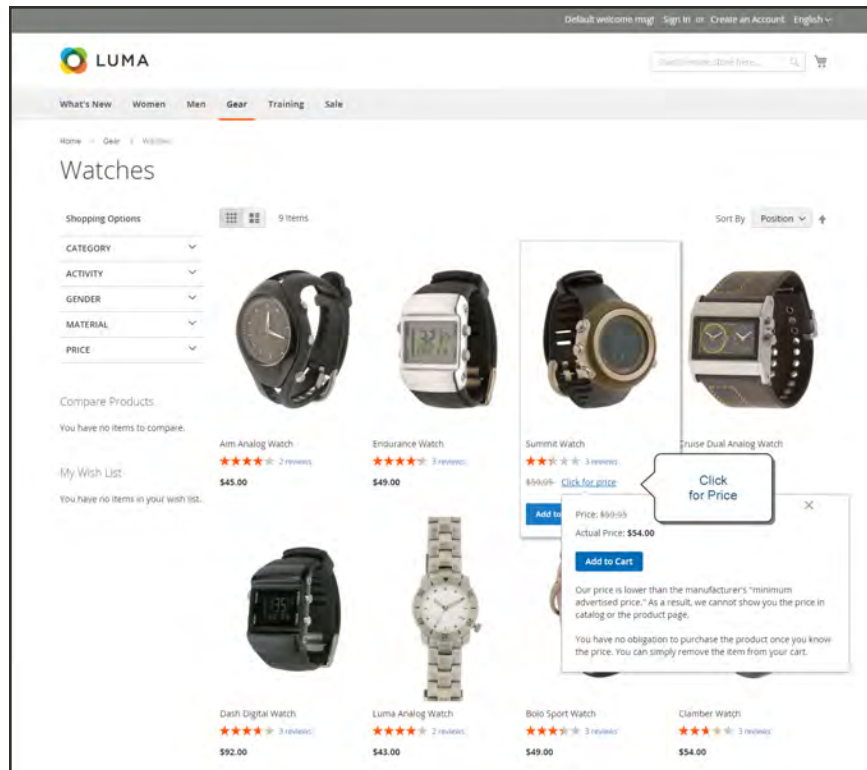 Default welcome msg! Sign In or Create an Account English
LUMA
Search entire store here...
What's New Women Men Gear Training Sale
Home Gear Watches
Watches
Shopping Options
9 Items
Sort By Position
CATEGORY
ACTIVITY
GENDER
MATERIAL
PRICE
Compare Products
You have no items to compare.
My Wish List
You have no items in your wish list.
Aim Analog Watch
2 reviews
$45.00
Endurance Watch
3 reviews
$49.00
Summit Watch
3 reviews
Click for price
Add to
Cruise Dual Analog Watch
Click
for Price
Price:
Actual Price: $54.00
Add to Cart
Our price is lower than the manufacturer's "minimum
advertised price." As a result, we cannot show you the price in
catalog or the product page.
You have no obligation to purchase the product once you know
the price. You can simply remove the item from your cart.
Dash Digital Watch
3 reviews
$92.00
Luma Analog Watch
2 reviews
$43.00
Bolo Sport Watch
3 reviews
$49.00
Clamber Watch
3 reviews
$54.00